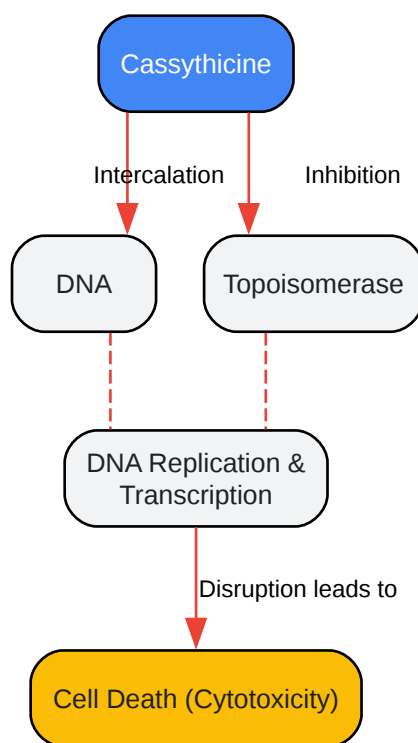 Cassythicine
Intercalation
Inhibition
DNA
Topoisomerase
DNA Replication &
Transcription
Disruption leads to
Cell Death (Cytotoxicity)